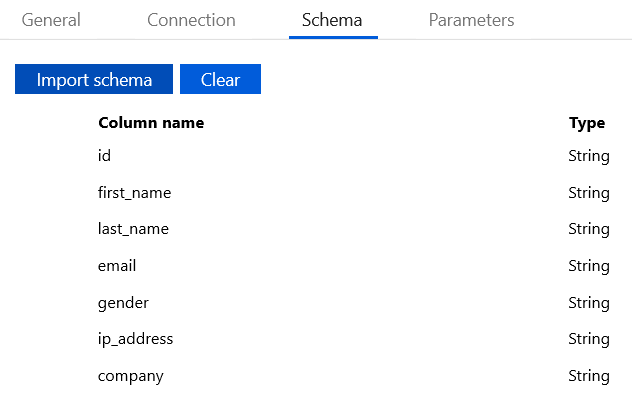 General Connection Schema Parameters
Import schema Clear
Column name Type
id String
first_name String
last_name String
email String
gender String
ip_address String
company String